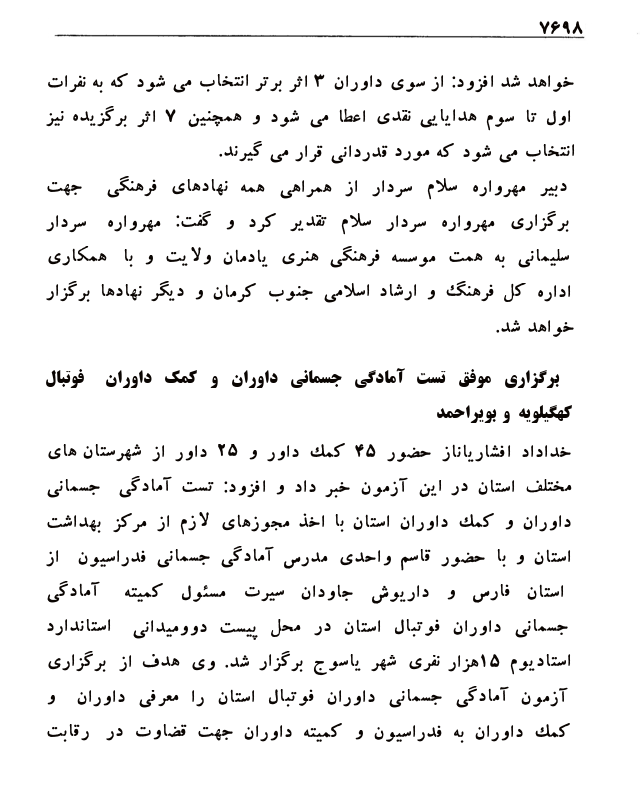 ۷۶۹۸
خواهد شد افزود: از سوی داوران ۳ اثر برتر انتخاب می شود که به نفرات
اول تا سوم هدایایی نقدی اعطا می شود و همچنین ۷ اثر برگزیده نیز
انتخاب می شود که مورد قدردانی قرار می گیرند.
دبیر مهرواره سلام سردار از همراهی همه نهادهای فرهنگی جهت
برگزاری مهرواره سردار سلام تقدیر کرد و گفت: مهرواره سردار
سلیمانی به همت موسسه فرهنگی هنری یادمان ولایت و با همکاری
اداره کل فرهنگ و ارشاد اسلامی جنوب کرمان و دیگر نهادها برگزار
خواهد شد.
برگزاری موفق تست آمادگی جسمانی داوران و کمک داوران فوتبال
کهگیلویه و بویراحمد
خداداد افشاریاناز حضور ۴۵ کمک داور و ۲۵ داور از شهرستان های
مختلف استان در این آزمون خبر داد و افزود: تست آمادگی جسمانی
داوران و کمک داوران استان با اخذ مجوزهای لازم از مرکز بهداشت
استان و با حضور قاسم واحدی مدرس آمادگی جسمانی فدراسیون از
استان فارس و داریوش جاودان سیرت مسئول کمیته آمادگی
جسمانی داوران فوتبال استان در محل پیست دوومیدانی استاندارد
استادیوم ۱۵هزار نفری شهر یاسوج برگزار شد. وی هدف از برگزاری
آزمون آمادگی جسمانی داوران فوتبال استان را معرفی داوران و
کمک داوران به فدراسیون و کمیته داوران جهت قضاوت در رقابت